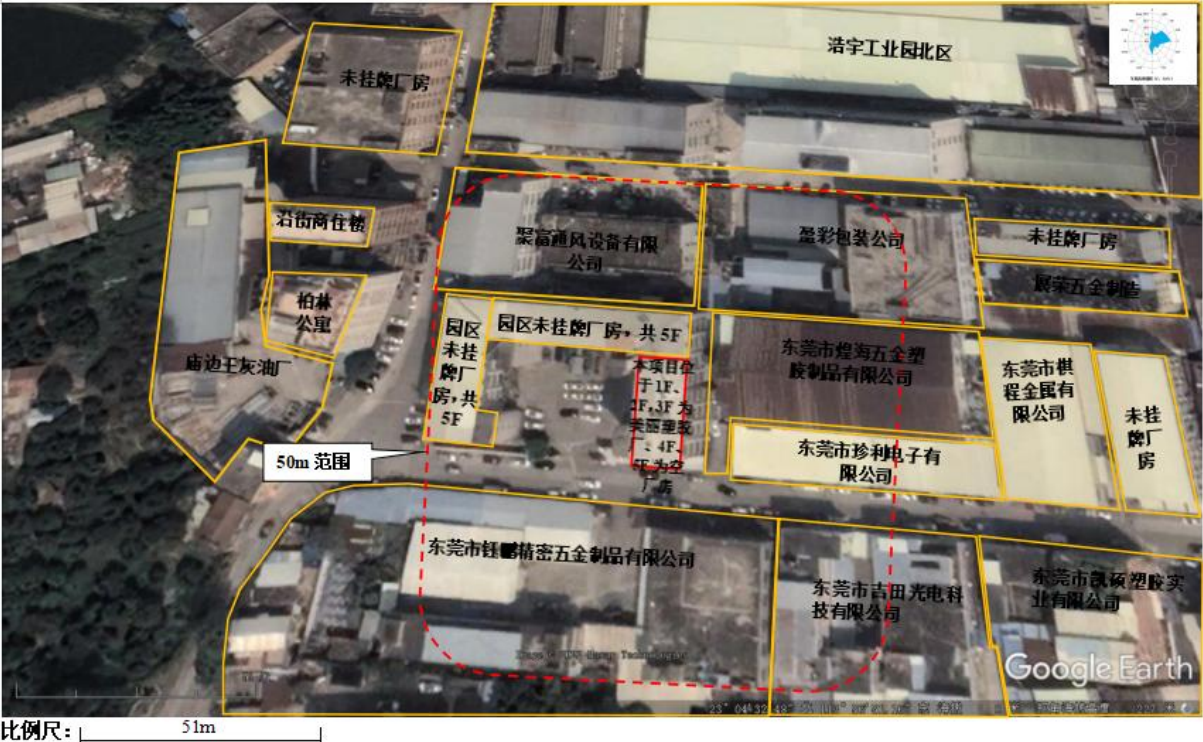 浩宇工业园北区
未挂牌厂房
沿街商住楼
聚富通风设备有限
公司
盈彩包装公司
未挂牌厂房
展荣五金制造
柏林
公寓
庙边王灰油厂
园区
未挂
牌厂
房,共
5F
园区未挂牌厂房,共 5F
本项目位
于1F、
2F,3F 为
美丽塑胶
厂;4F、
5F 为空
厂房
东莞市煌海五金塑
胶制品有限公司
东莞市棋
程金属有
限公司
未
挂
牌厂
房
东莞市珍利电子有
限公司
50m 范围
东莞市钰精密五金制品有限公司
东莞市吉田光电科
技有限公司
东莞市凯硕塑胶实
业有限公司
Google Earth
比例尺:
51m